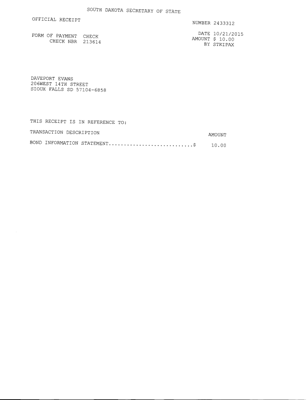 SOUTH DAKOTA SECRETARY OF STATE
OFFICIAL RECEIPT
NUMBER 2433312
FORM OF PAYMENT CHECK
CHECK NBR 213614
DATE 10/21/2015
AMOUNT $ 10.00
BY STRITAX
DAVENPORT EVANS
206WEST 14TH STREET
SIOUX FALLS SD 57104-6858
THIS RECEIPT IS IN REFERENCE TO:
TRANSACTION DESCRIPTION AMOUNT
BOND INFORMATION STATEMENT...........................$ 10.00